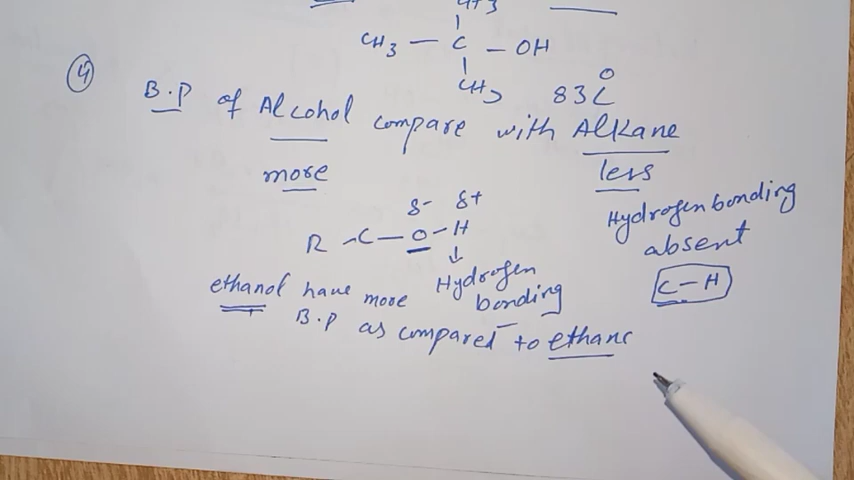 CH3
CH3 — C — OH
CH3 83°C
(4) B.P of Alcohol compare with Alkane
more less
δ- δ+
R - C — O - H
Hydrogen bonding
absent
C - H
Hydrogen
bonding
ethanol have more
B.P as compared to ethane